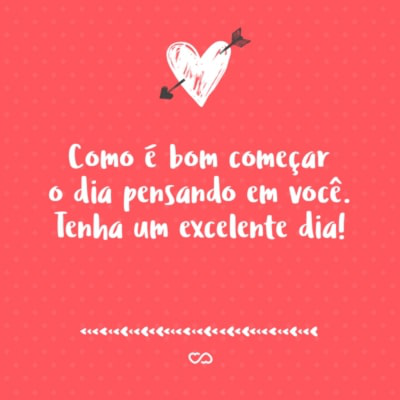 Como é bom começar
o dia pensando em você.
Tenha um excelente dia!